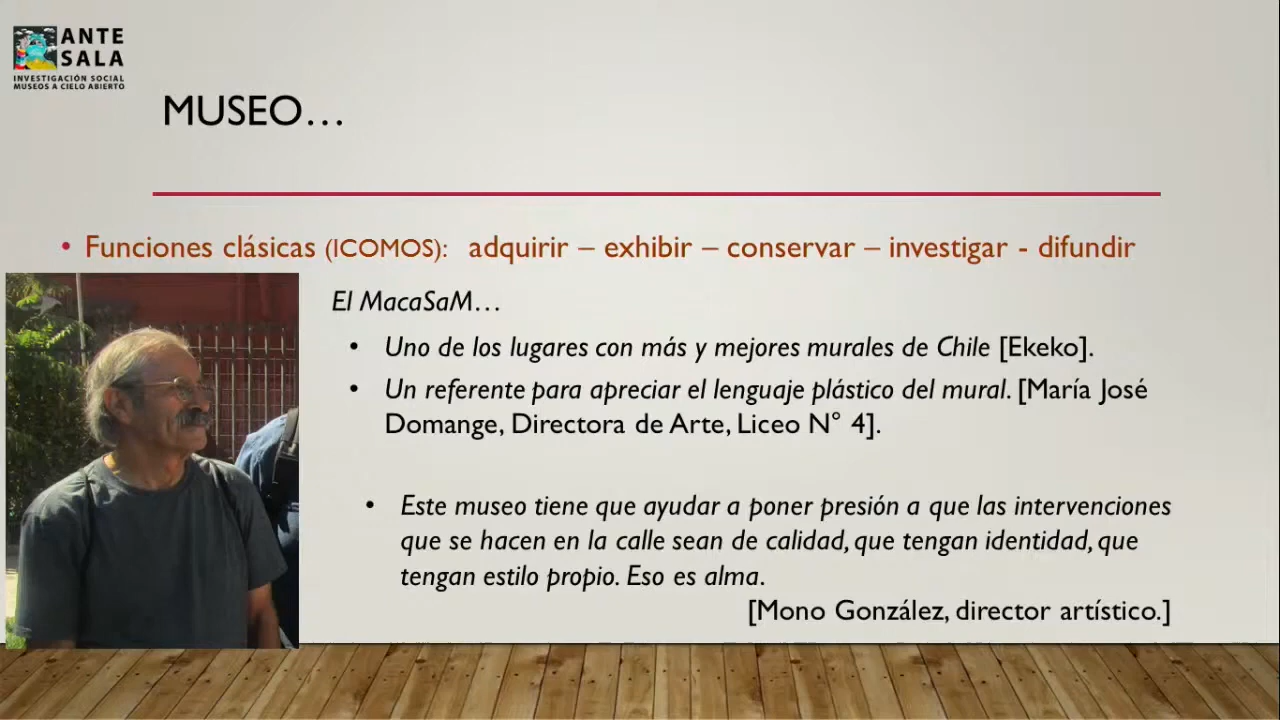 ANTE
SALA
INVESTIGACIÓN SOCIAL
MUSEOS A CIELO ABIERTO
MUSEO...
• Funciones clásicas (ICOMOS): adquirir – exhibir – conservar – investigar - difundir
El MacaSaM...
• Uno de los lugares con más y mejores murales de Chile [Ekeko].
• Un referente para apreciar el lenguaje plástico del mural. [María José
Domange, Directora de Arte, Liceo N° 4].
• Este museo tiene que ayudar a poner presión a que las intervenciones
que se hacen en la calle sean de calidad, que tengan identidad, que
tengan estilo propio. Eso es alma.
[Mono González, director artístico.]